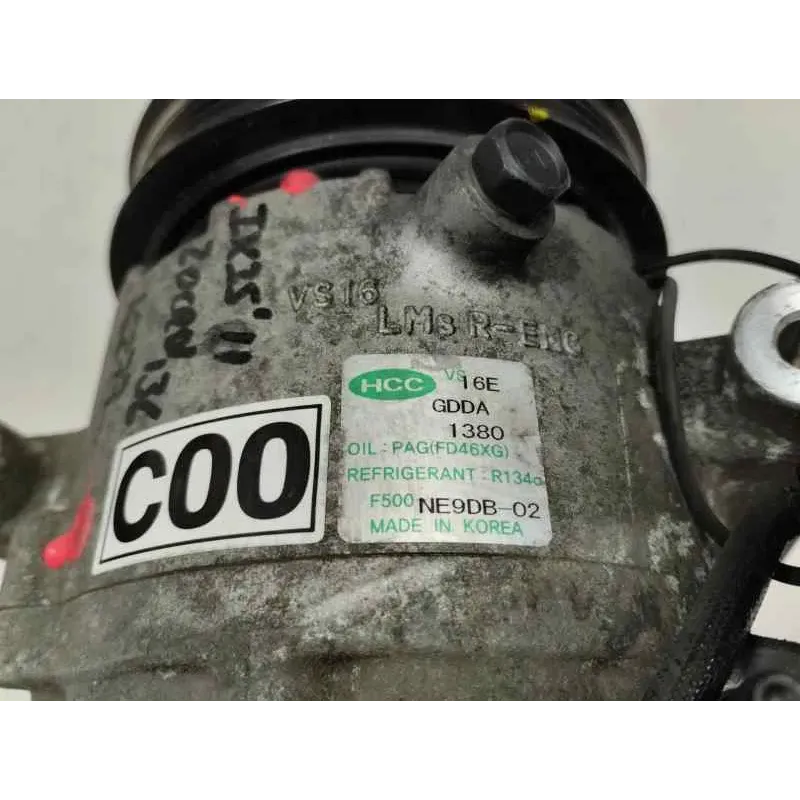 IX35 '11
VS16
LMs R-ENG
HCC VS 16E
GDDA
1380
OIL : PAG(FD46XG)
REFRIGERANT : R134a
F500 NE9DB-02
MADE IN KOREA
C00